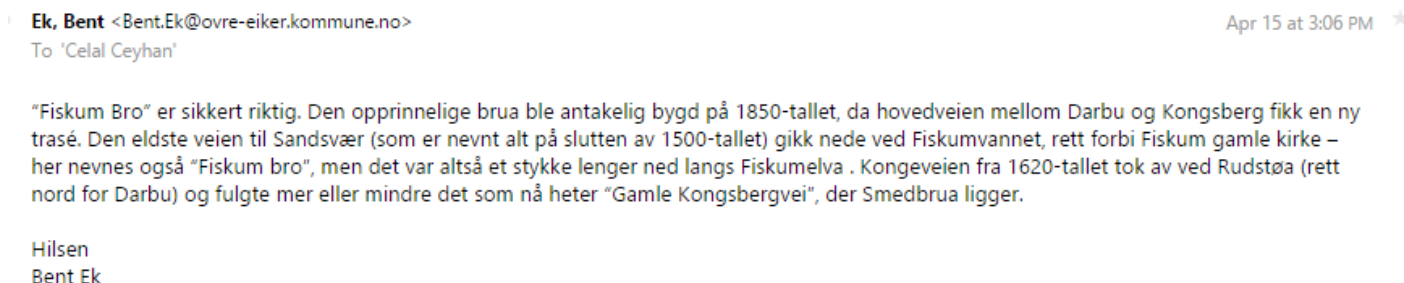 Ek, Bent <Bent.Ek@ovre-eiker.kommune.no>
Apr 15 at 3:06 PM
To 'Celal Ceyhan'
“Fiskum Bro” er sikkert riktig. Den opprinnelige brua ble antakelig bygd på 1850-tallet, da hovedveien mellom Darbu og Kongsberg fikk en ny
trasé. Den eldste veien til Sandsvær (som er nevnt alt på slutten av 1500-tallet) gikk nede ved Fiskumvannet, rett forbi Fiskum gamle kirke –
her nevnes også “Fiskum bro”, men det var altså et stykke lenger ned langs Fiskumelva . Kongeveien fra 1620-tallet tok av ved Rudstøa (rett
nord for Darbu) og fulgte mer eller mindre det som nå heter “Gamle Kongsbergvei”, der Smedbrua ligger.
Hilsen
Bent Ek